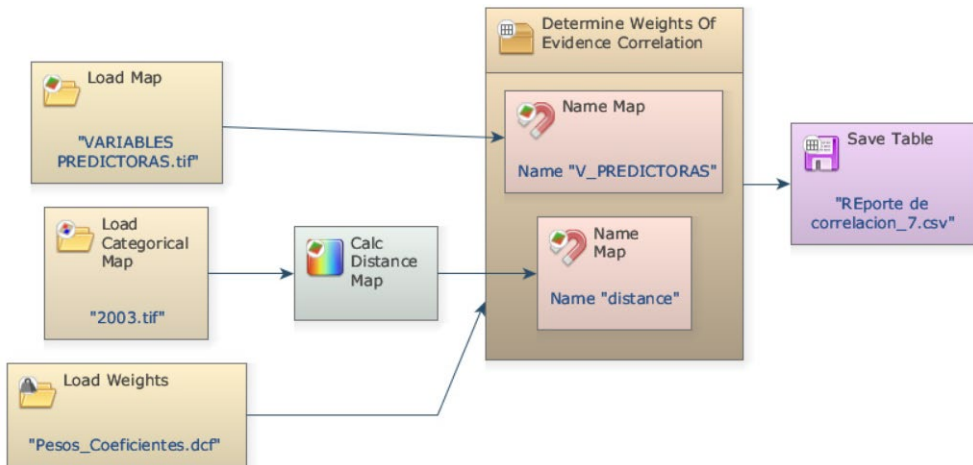 Determine Weights Of
Evidence Correlation
Load Map
"VARIABLES
PREDICTORAS.tif"
Name Map
Name "V_PREDICTORAS"
Save Table
"REporte de
correlacion_7.csv"
Load
Categorical
Map
"2003.tif"
Calc
Distance
Map
Name
Map
Name "distance"
Load Weights
"Pesos_Coeficientes.dcf"